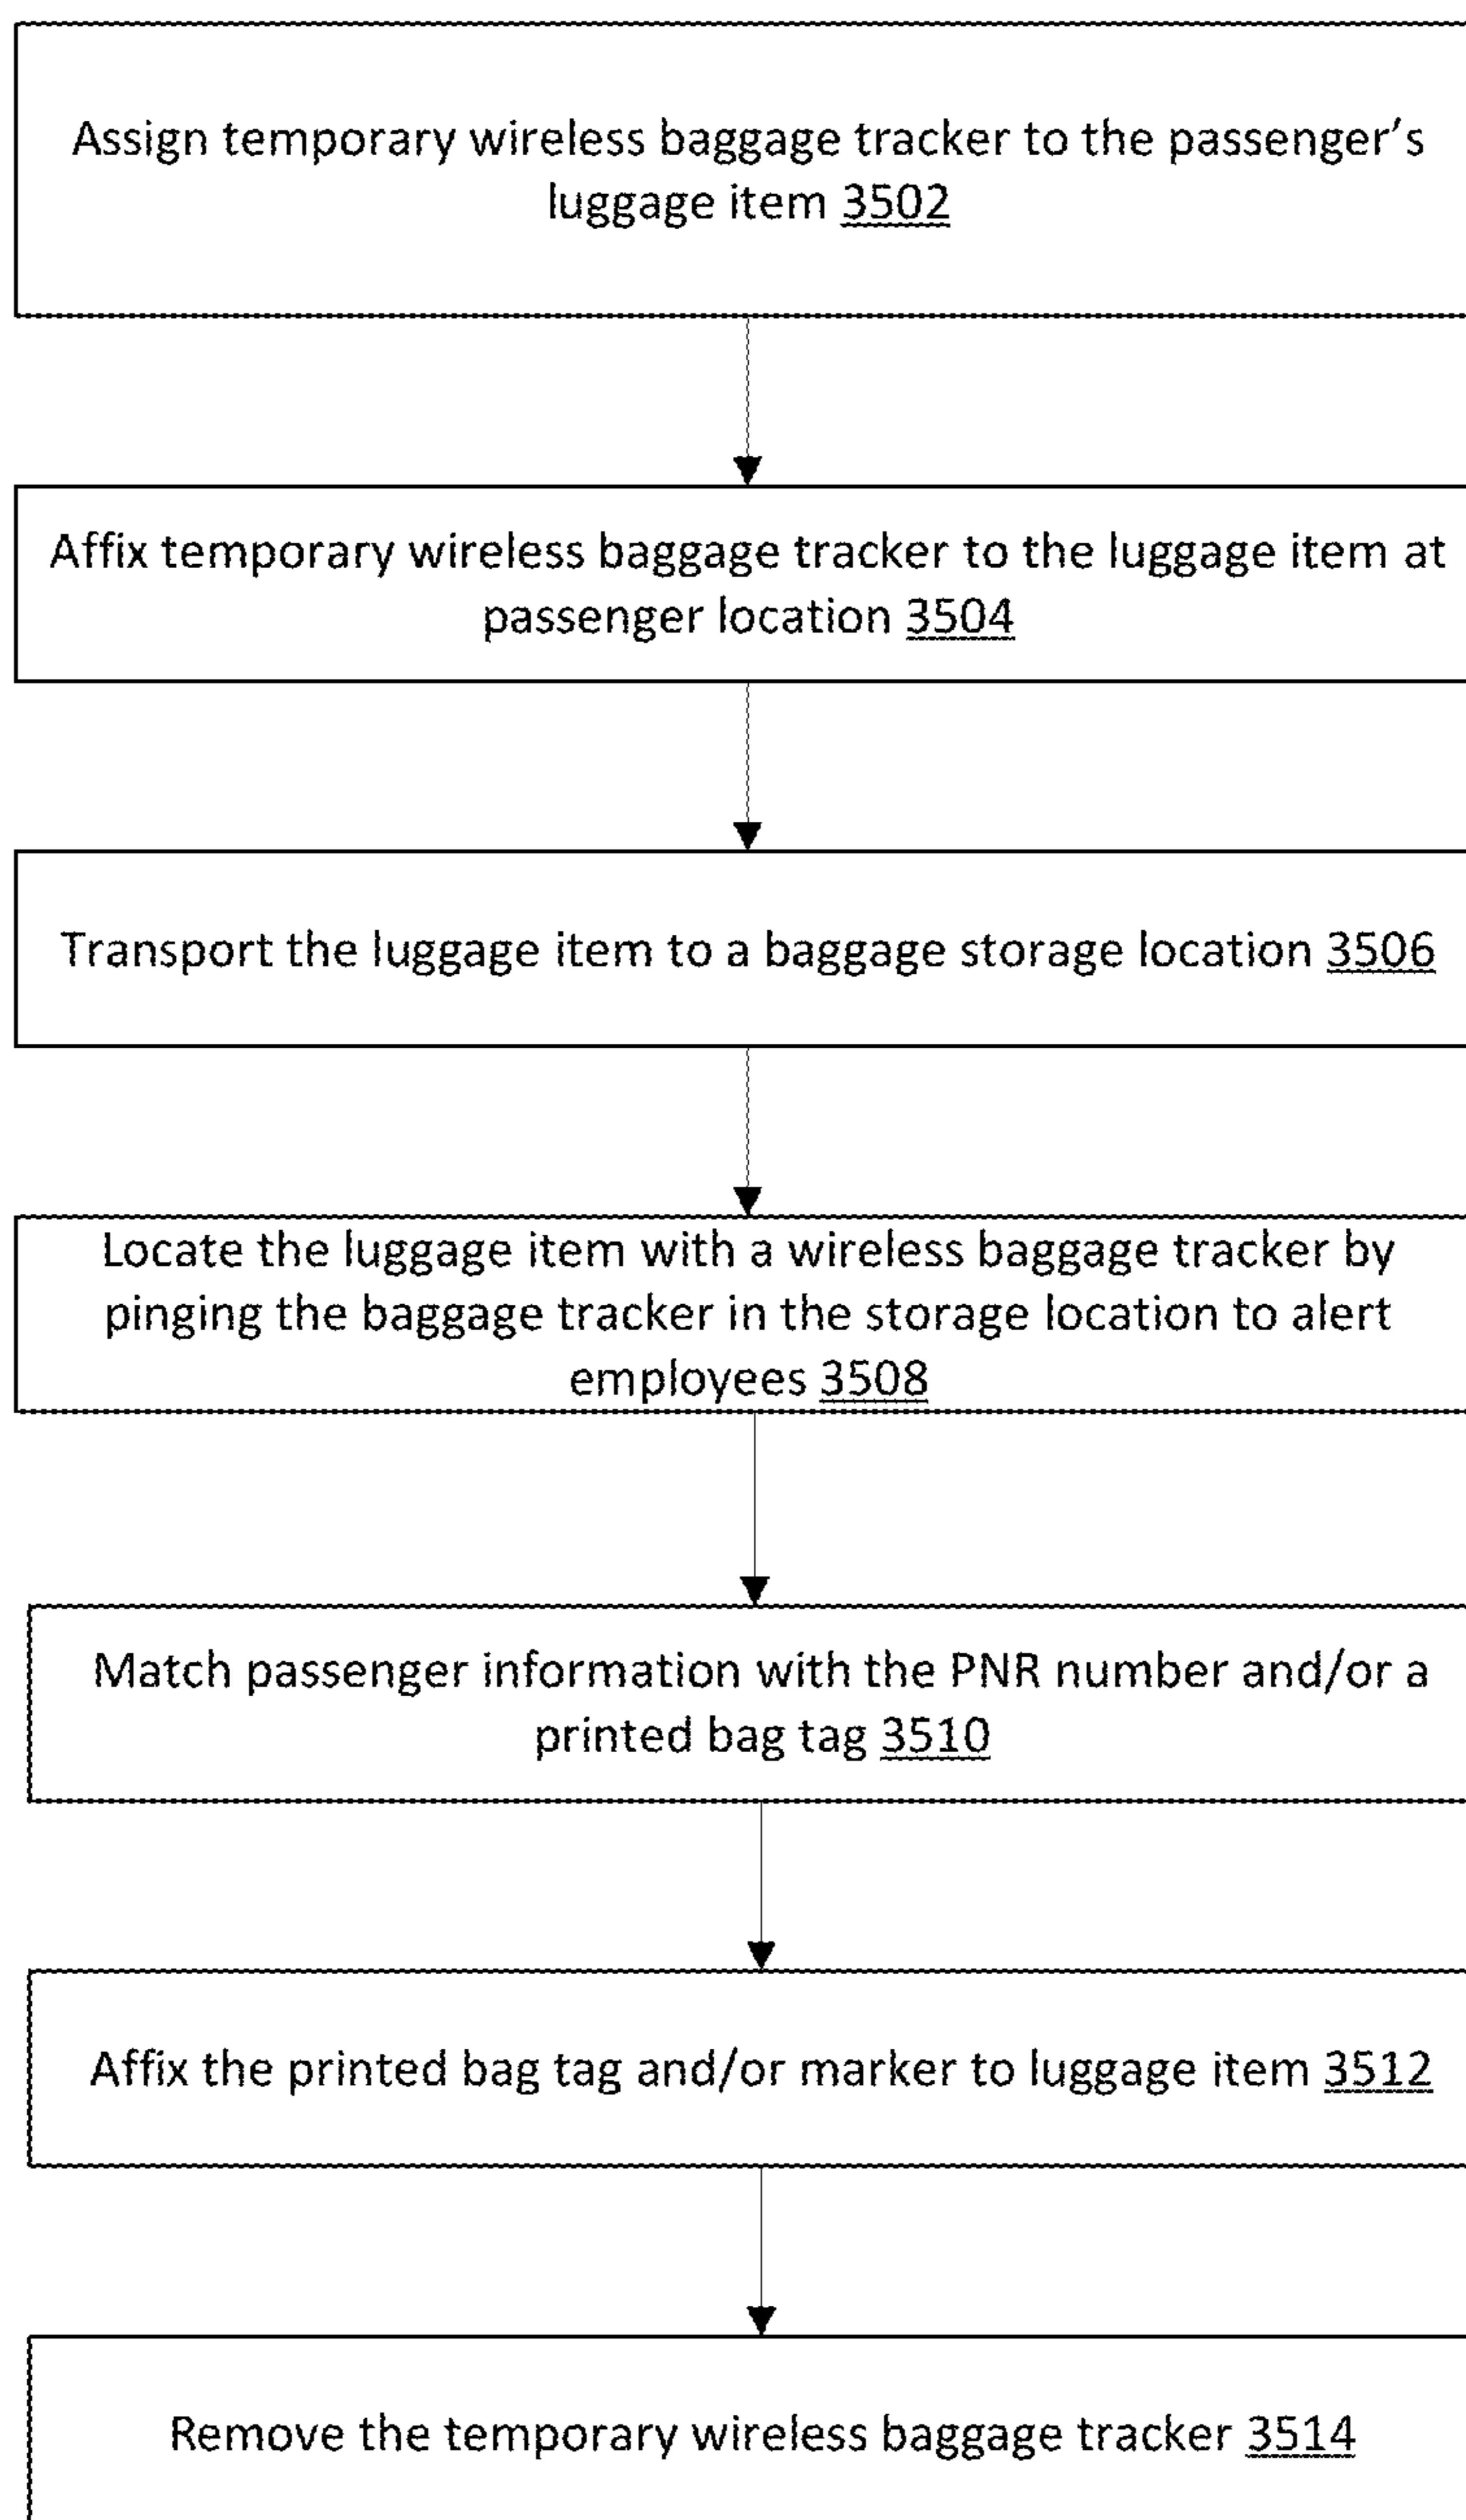 Assign temporary wireless baggage tracker to the passenger’s
luggage item 3502
Affix temporary wireless baggage tracker to the luggage item at
passenger location 3504
Transport the luggage item to a baggage storage location 3506
Locate the luggage item with a wireless baggage tracker by
pinging the baggage tracker in the storage location to alert
employees 3508
Match passenger information with the PNR number and/or a
printed bag tag 3510
Affix the printed bag tag and/or marker to luggage item 3512
Remove the temporary wireless baggage tracker 3514